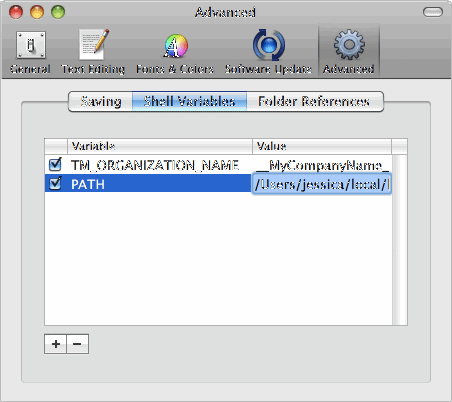 Advanced
General Text Editing Fonts & Colors Software Update Advanced
Saving Shell Variables Folder References
Variable Value
TM_ORGANIZATION_NAME __MyCompanyName_
PATH /Users/jessica/local/
+ −